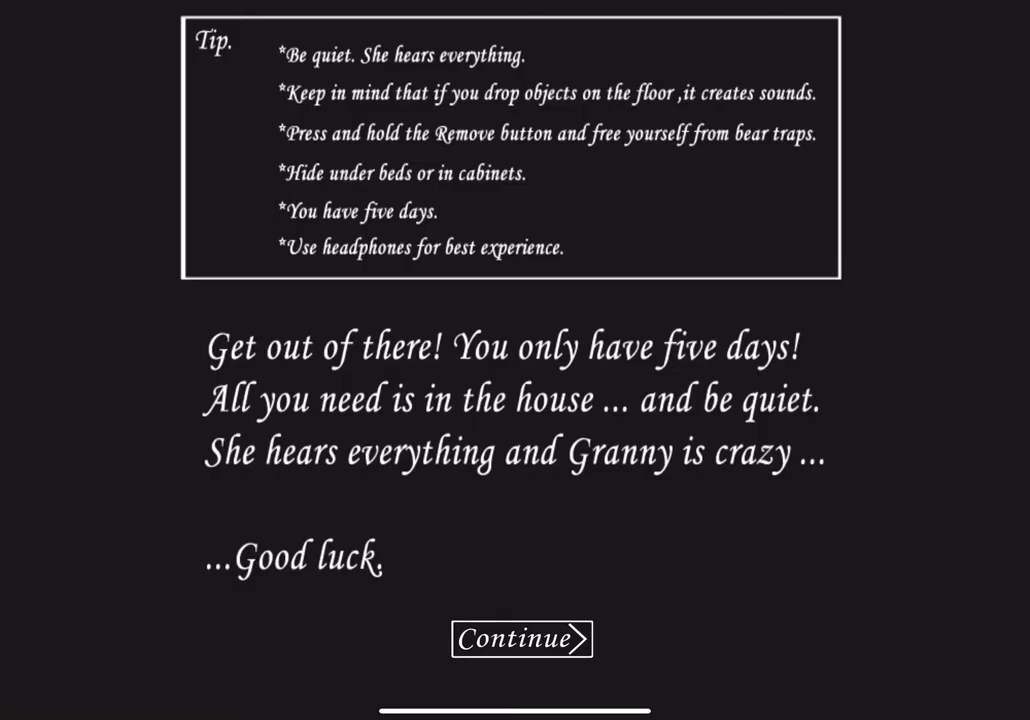 Tip.
*Be quiet. She hears everything.
*Keep in mind that if you drop objects on the floor ,it creates sounds.
*Press and hold the Remove button and free yourself from bear traps.
*Hide under beds or in cabinets.
*You have five days.
*Use headphones for best experience.
Get out of there! You only have five days!
All you need is in the house ... and be quiet.
She hears everything and Granny is crazy ...
...Good luck.
Continue